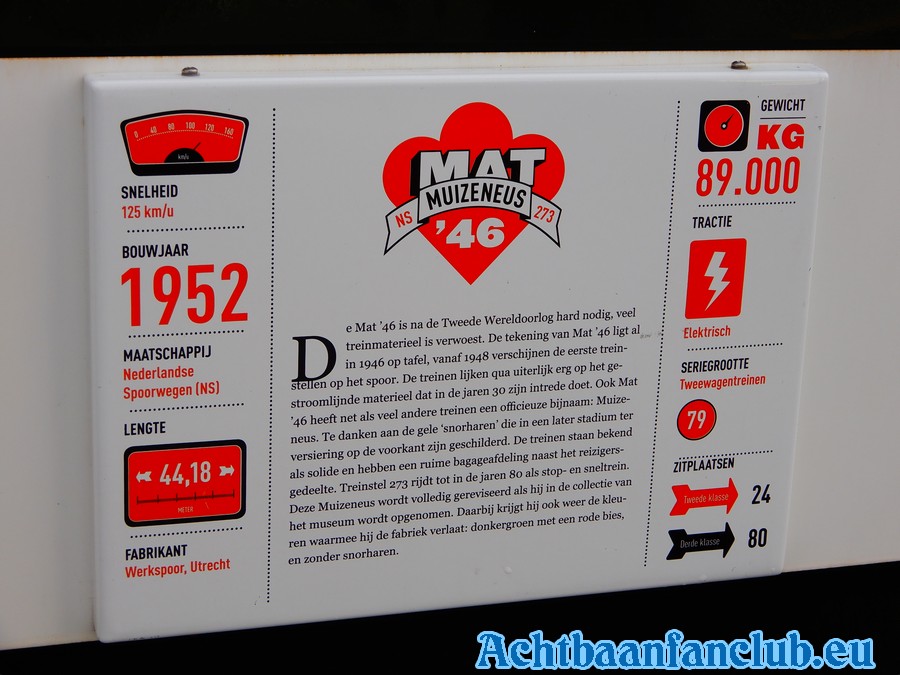 0 40 80 100 120 160
km/u
SNELHEID
125 km/u
BOUWJAAR
1952
MAATSCHAPPIJ
Nederlandse
Spoorwegen (NS)
LENGTE
44,18
METER
FABRIKANT
Werkspoor, Utrecht
MAT
MUIZENEUS
NS
273
'46
De Mat '46 is na de Tweede Wereldoorlog hard nodig, veel
treinmaterieel is verwoest. De tekening van Mat '46 ligt al
in 1946 op tafel, vanaf 1948 verschijnen de eerste trein-
stellen op het spoor. De treinen lijken qua uiterlijk erg op het ge-
stroomlijnde materieel dat in de jaren 30 zijn intrede doet. Ook Mat
'46 heeft net als veel andere treinen een officieuze bijnaam: Muize-
neus. Te danken aan de gele 'snorharen' die in een later stadium ter
versiering op de voorkant zijn geschilderd. De treinen staan bekend
als solide en hebben een ruime bagageafdeling naast het reizigers-
gedeelte. Treinstel 273 rijdt tot in de jaren 80 als stop- en sneltrein.
Deze Muizeneus wordt volledig gereviseerd als hij in de collectie van
het museum wordt opgenomen. Daarbij krijgt hij ook weer de kleu-
ren waarmee hij de fabriek verlaat: donkergroen met een rode bies,
en zonder snorharen.
GEWICHT
KG
89.000
TRACTIE
Elektrisch
SERIEGROOTTE
Tweewagentreinen
79
ZITPLAATSEN
Tweede klasse 24
Derde klasse 80
Achtbaanfanclub.eu